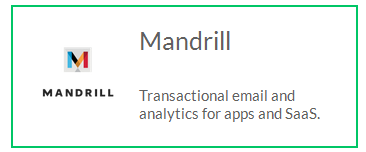 Mandrill
M
MANDRILL
Transactional email and
analytics for apps and SaaS.